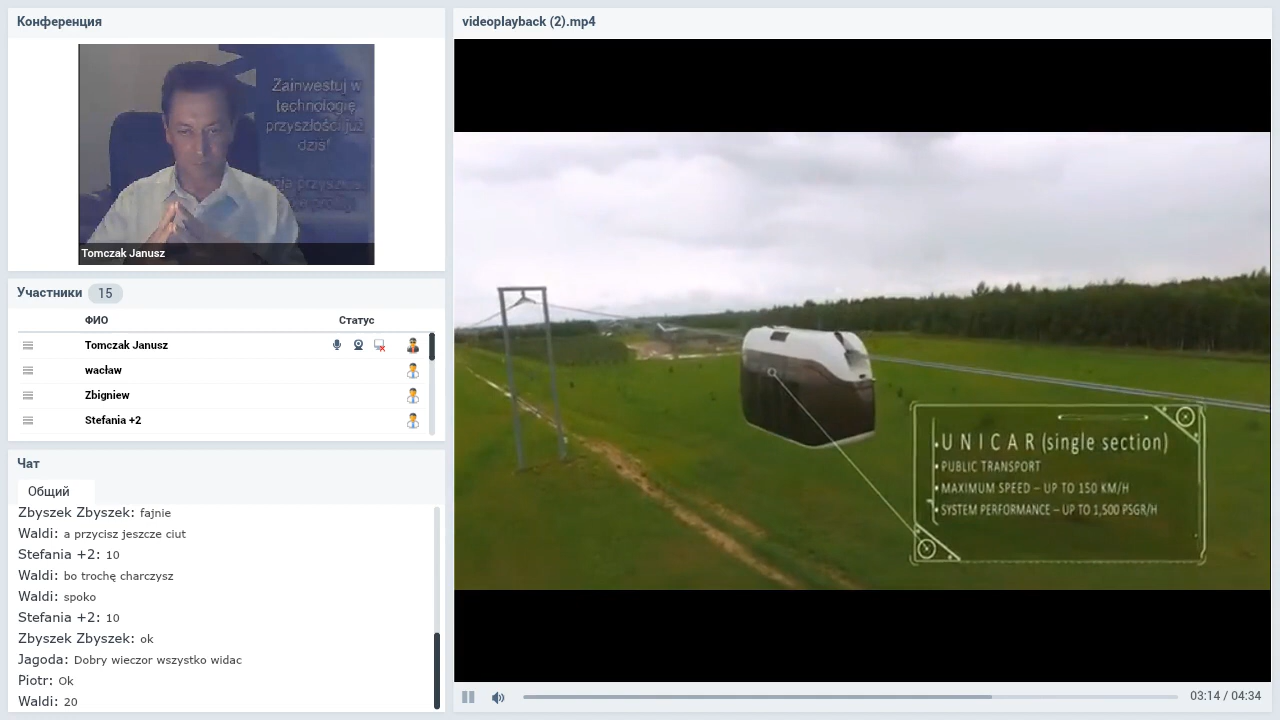 Конференция
Zainwestuj w
technologię
przyszłości już
dziś!
Tomczak Janusz
Участники 15
ФИО Статус
Tomczak Janusz
wacław
Zbigniew
Stefania +2
Чат
Общий
Zbyszek Zbyszek: fajnie
Waldi: a przycisz jeszcze ciut
Stefania +2: 10
Waldi: bo trochę charczysz
Waldi: spoko
Stefania +2: 10
Zbyszek Zbyszek: ok
Jagoda: Dobry wieczor wszystko widac
Piotr: Ok
Waldi: 20
videoplayback (2).mp4
UNICAR (single section)
• PUBLIC TRANSPORT
• MAXIMUM SPEED – UP TO 150 KM/H
• SYSTEM PERFORMANCE – UP TO 1,500 PSGR/H
03:14 / 04:34